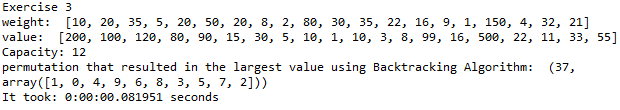 Exercise 3
weight:  [10, 20, 35, 5, 20, 50, 20, 8, 2, 80, 30, 35, 22, 16, 9, 1, 150, 4, 32, 21]
value:  [200, 100, 120, 80, 90, 15, 30, 5, 10, 1, 10, 3, 8, 99, 16, 500, 22, 11, 33, 55]
Capacity: 12
permutation that resulted in the largest value using Backtracking Algorithm:  (37,
array([1, 0, 4, 9, 6, 8, 3, 5, 7, 2]))
It took: 0:00:00.081951 seconds